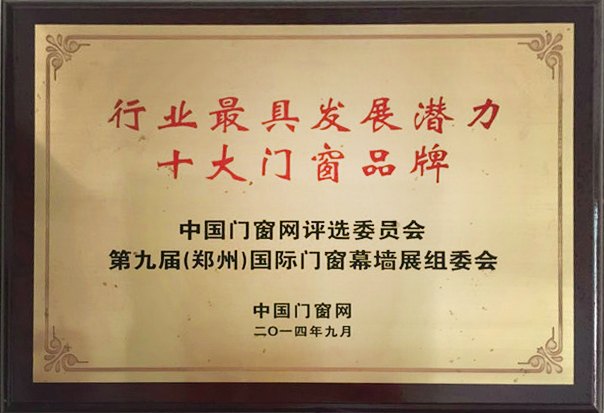 行业最具发展潜力
十大门窗品牌
中国门窗网评选委员会
第九届(郑州)国际门窗幕墙展组委会
中国门窗网
二〇一四年九月